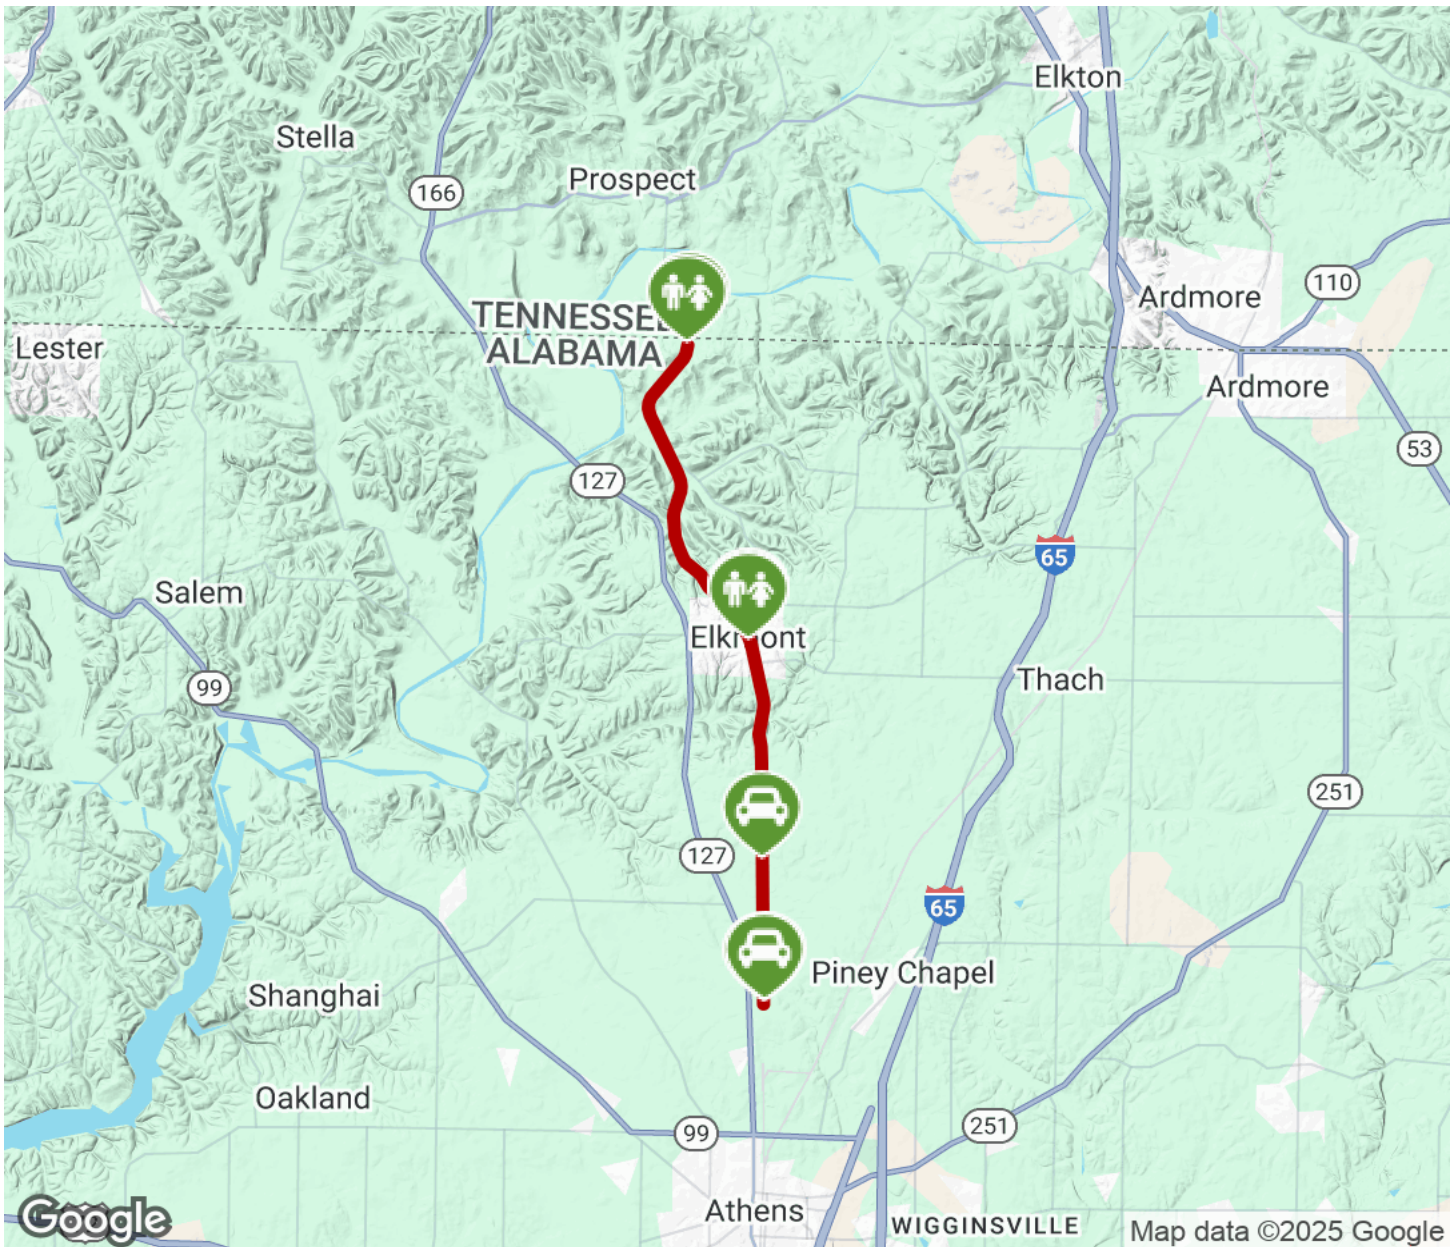 Elkton
Stella
166
Prospect
110
Ardmore
TENNESSEE
Lester
ALABAMA
Ardmore
53
127
65
Salem
Elkmont
Thach
99
251
127
65
Piney Chapel
Shanghai
Oakland
251
99
Athens
WIGGINSVILLE
Google
Map data ©2025 Google